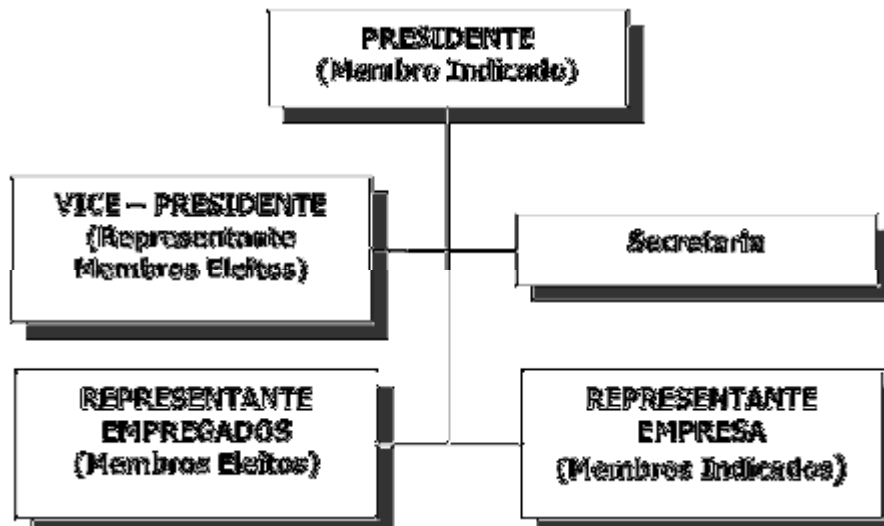 PRESIDENTE
(Membro Indicado)
VICE – PRESIDENTE
(Representante
Membros Eleitos)
Secretaria
REPRESENTANTE
EMPREGADOS
(Membros Eleitos)
REPRESENTANTE
EMPRESA
(Membros Indicados)